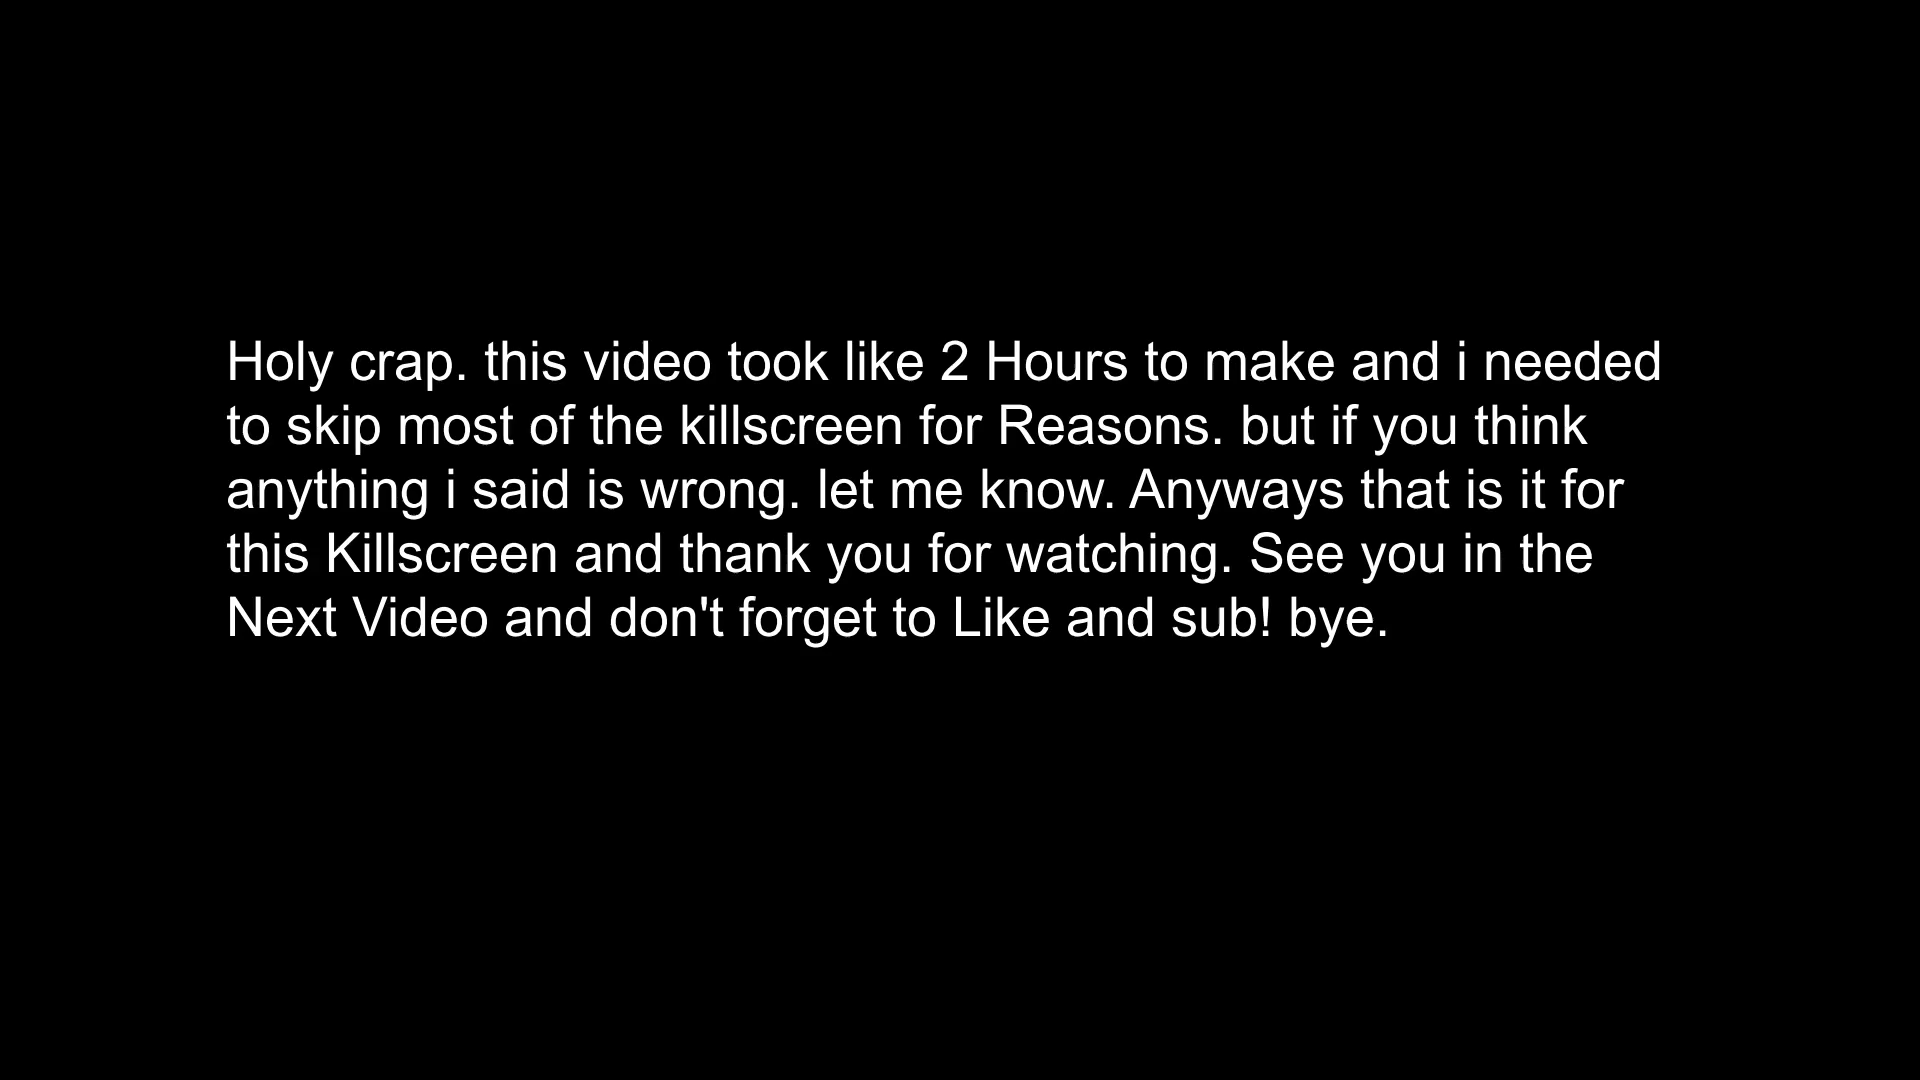 Holy crap. this video took like 2 Hours to make and i needed
to skip most of the killscreen for Reasons. but if you think
anything i said is wrong. let me know. Anyways that is it for
this Killscreen and thank you for watching. See you in the
Next Video and don't forget to Like and sub! bye.